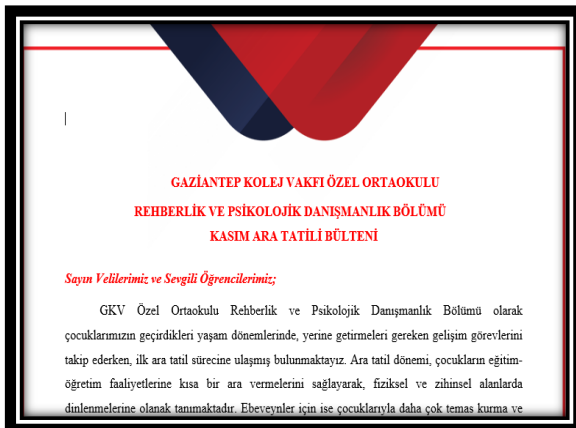 GAZİANTEP KOLEJ VAKFI ÖZEL ORTAOKULU
REHBERLİK VE PSİKOLOJİK DANIŞMANLIK BÖLÜMÜ
KASIM ARA TATİLİ BÜLTENİ
Sayın Velilerimiz ve Sevgili Öğrencilerimiz;
GKV Özel Ortaokulu Rehberlik ve Psikolojik Danışmanlık Bölümü olarak
çocuklarımızın geçirdikleri yaşam dönemlerinde, yerine getirmeleri gereken gelişim görevlerini
takip ederken, ilk ara tatil sürecine ulaşmış bulunmaktayız. Ara tatil dönemi, çocukların eğitim-
öğretim faaliyetlerine kısa bir ara vermelerini sağlayarak, fiziksel ve zihinsel alanlarda
dinlenmelerine olanak tanımaktadır. Ebeveynler için ise çocuklarıyla daha çok temas kurma ve